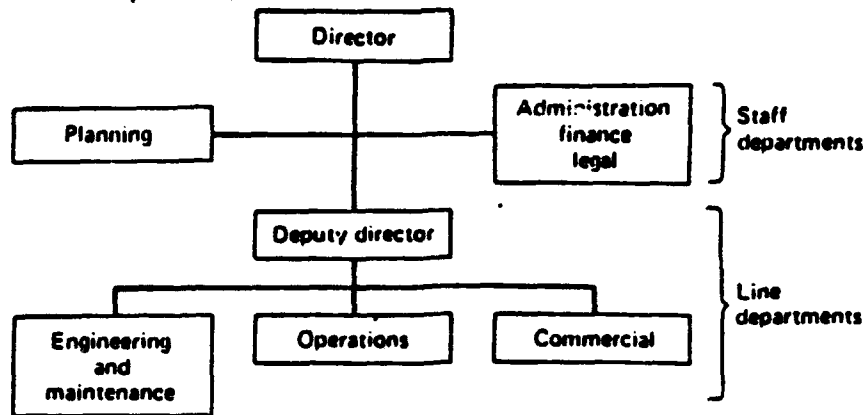 Director
Planning
Administration
finance
legal
Staff
departments
Deputy director
Engineering
and
maintenance
Operations
Commercial
Line
departments